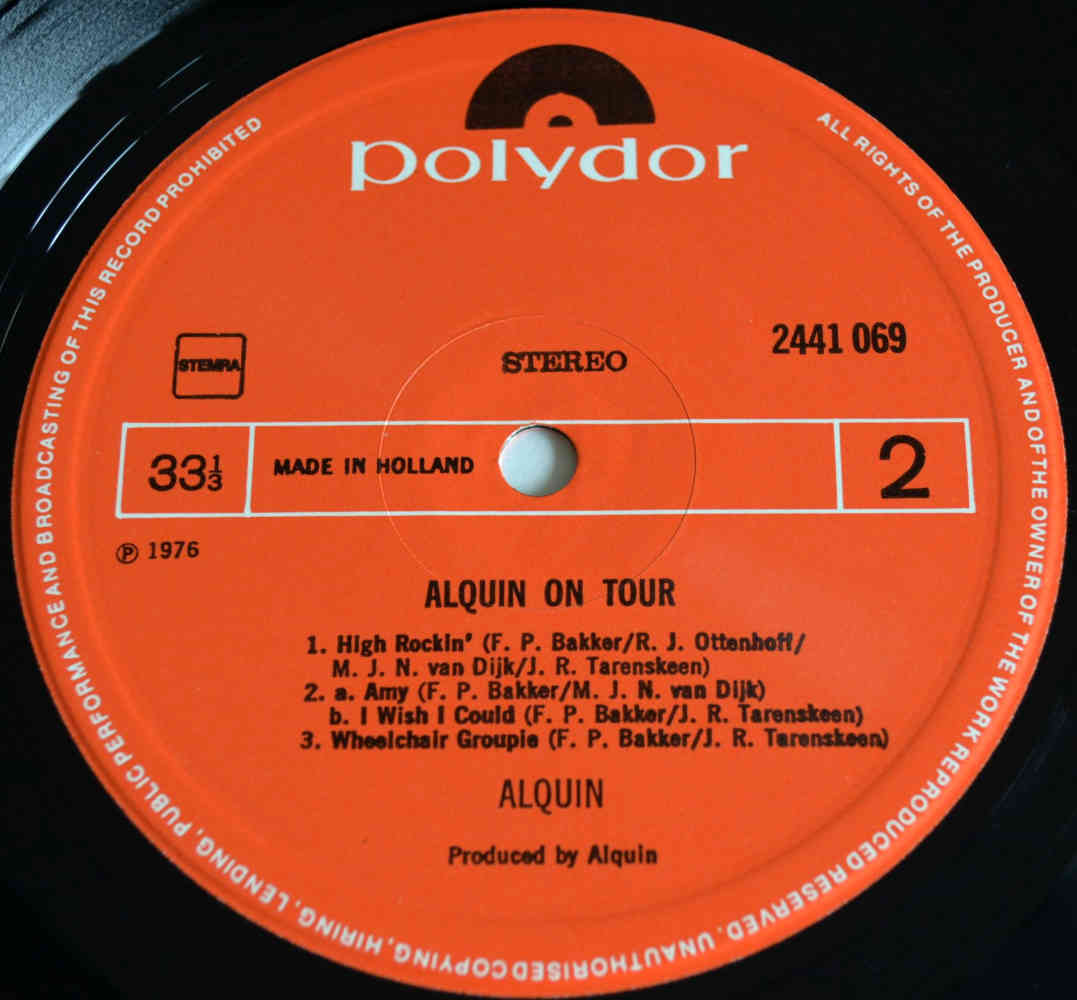 polydor
STEMRA
STEREO
2441 069
33⅓
MADE IN HOLLAND
2
℗ 1976
ALQUIN ON TOUR
1. High Rockin' (F. P. Bakker/R. J. Ottenhoff/
M. J. N. van Dijk/J. R. Tarenskeen)
2. a. Amy (F. P. Bakker/M. J. N. van Dijk)
b. I Wish I Could (F. P. Bakker/J. R. Tarenskeen)
3. Wheelchair Groupie (F. P. Bakker/J. R. Tarenskeen)
ALQUIN
Produced by Alquin
ALL RIGHTS OF THE PRODUCER AND OF THE OWNER OF THE WORK REPRODUCED RESERVED. UNAUTHORISED COPYING, HIRING, LENDING, PUBLIC PERFORMANCE AND BROADCASTING OF THIS RECORD PROHIBITED